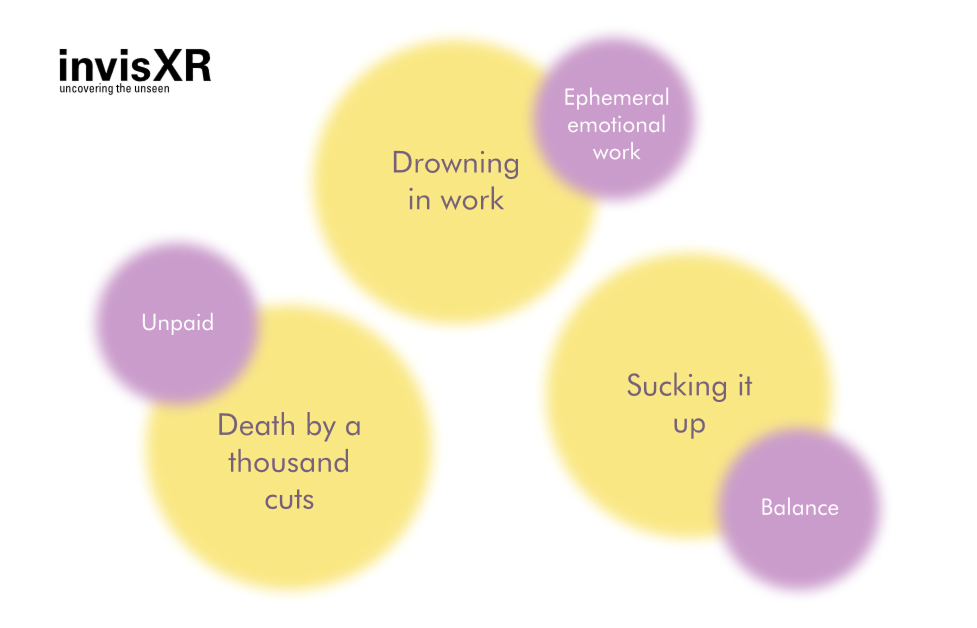 invisXR
uncovering the unseen
Ephemeral
emotional
work
Drowning
in work
Unpaid
Death by a
thousand
cuts
Sucking it
up
Balance